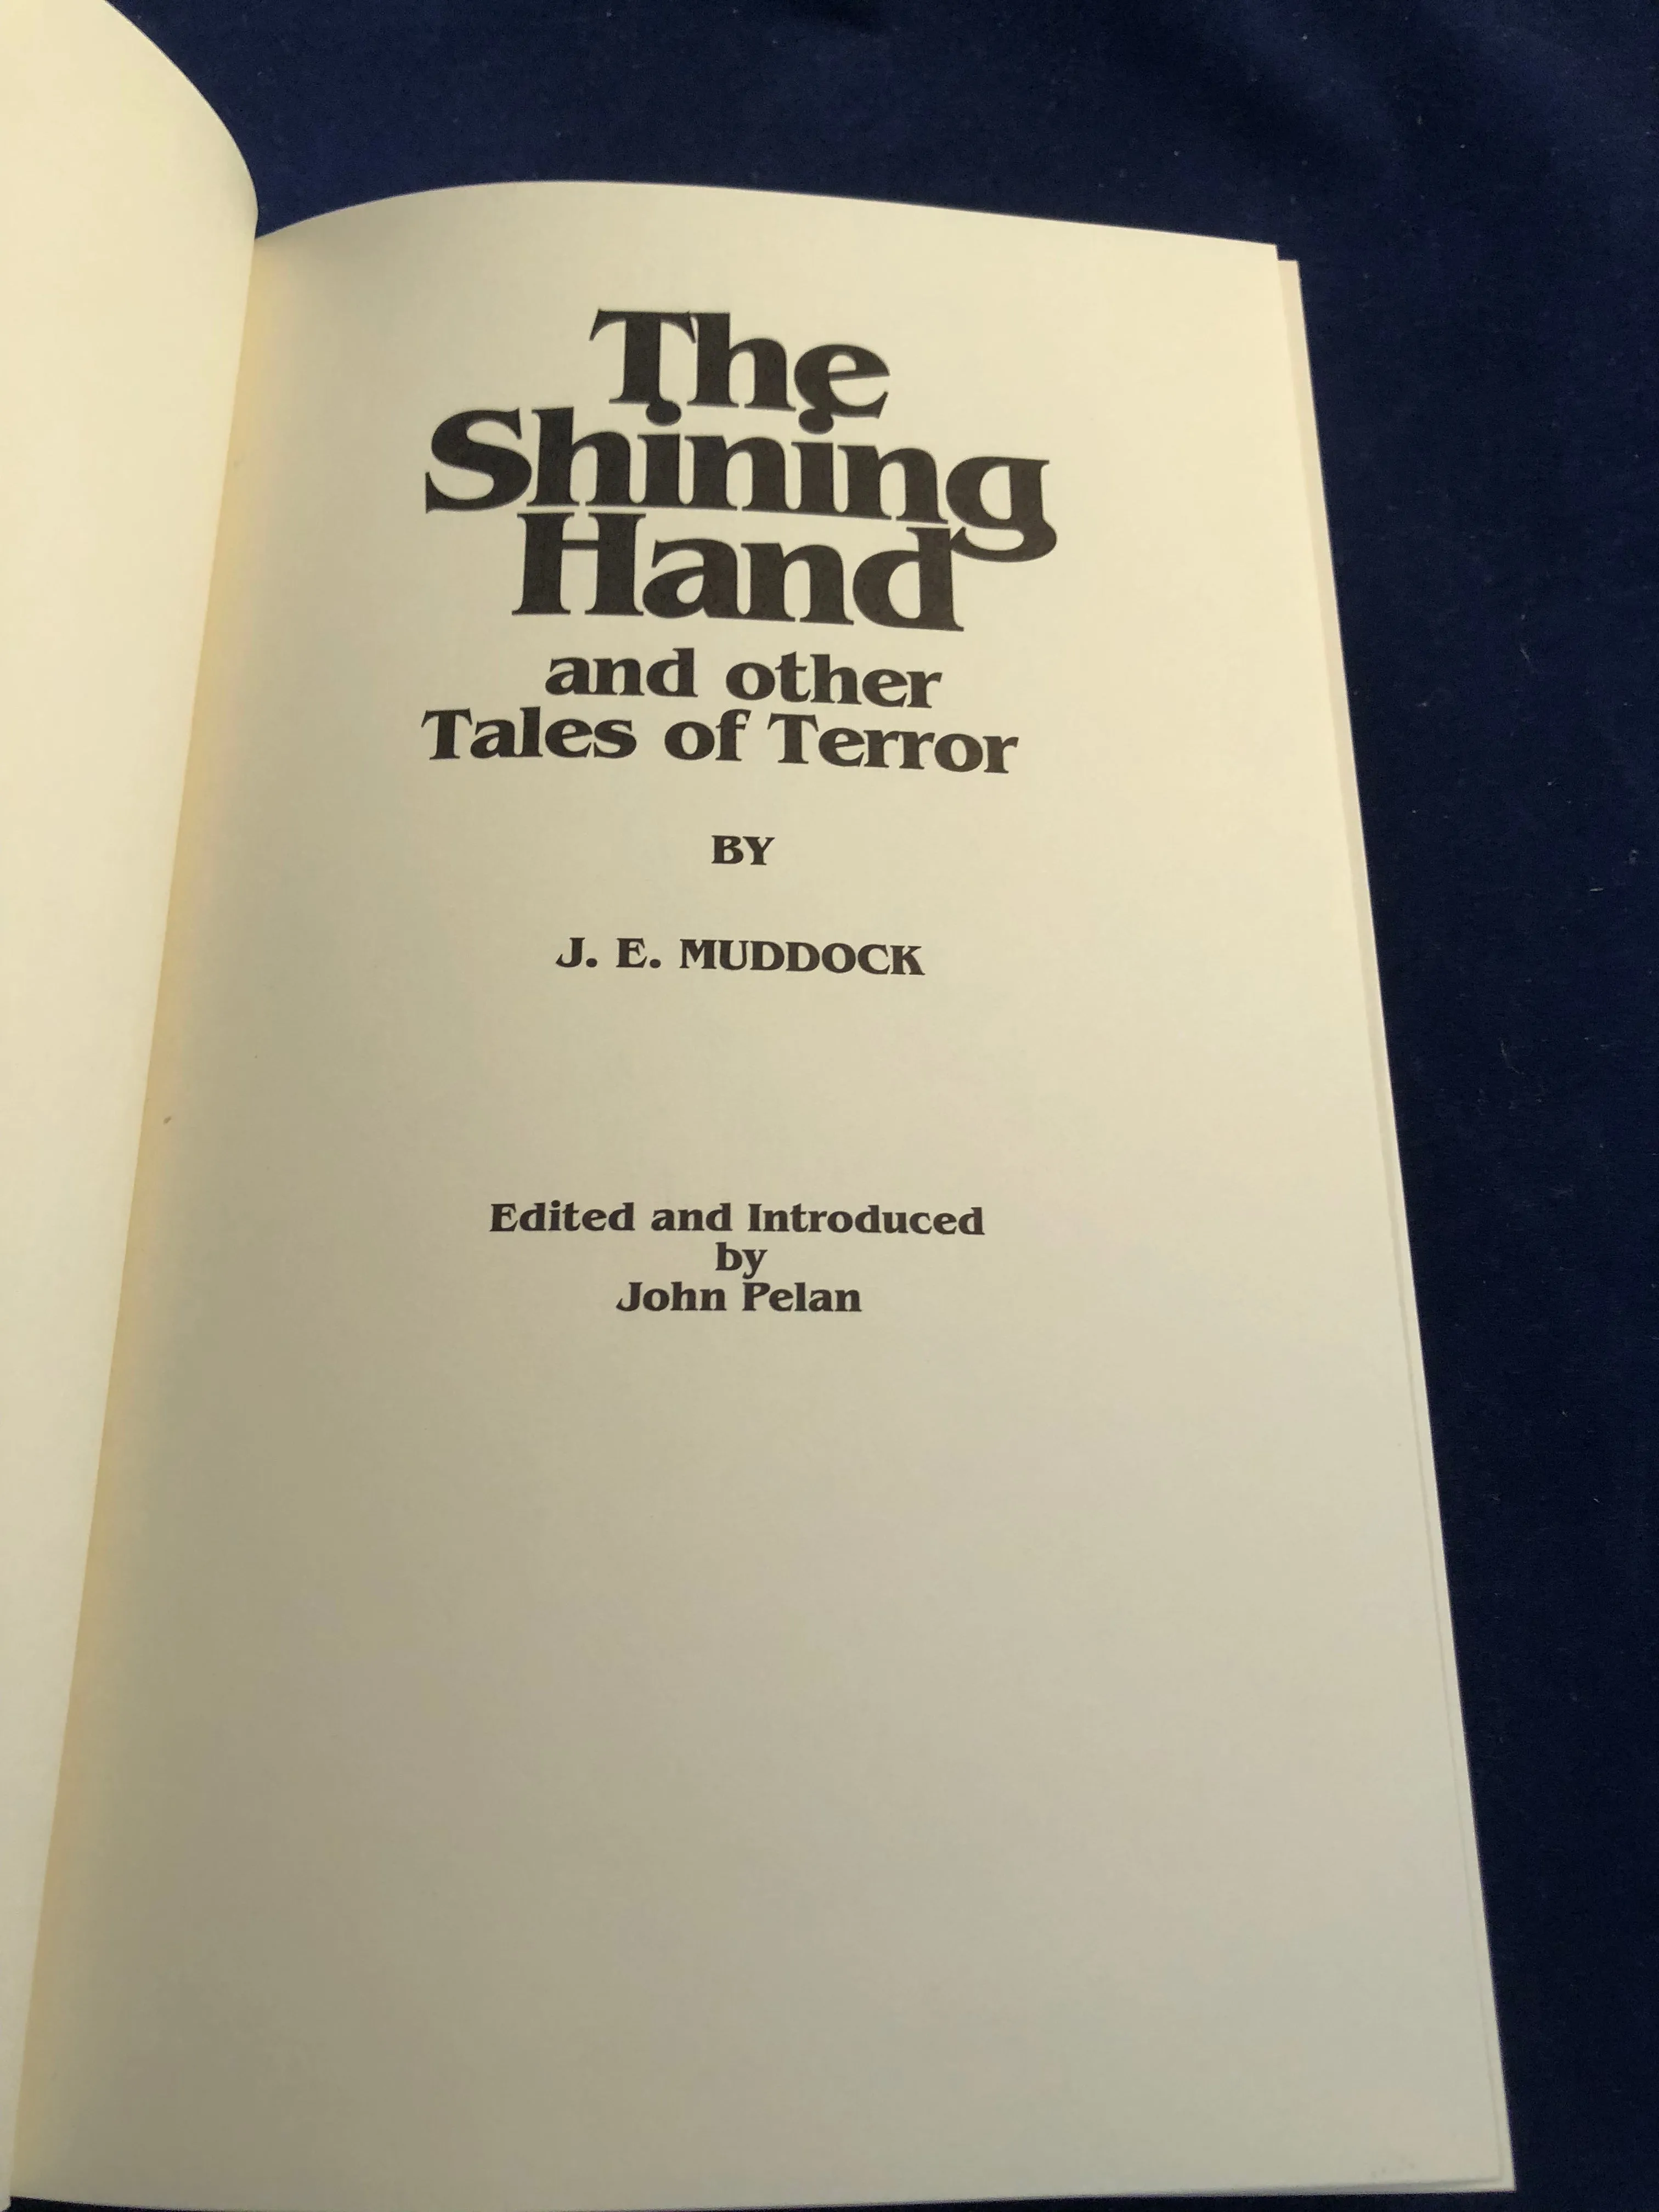 The
Shining
Hand
and other
Tales of Terror
BY
J. E. MUDDOCK
Edited and Introduced
by
John Pelan